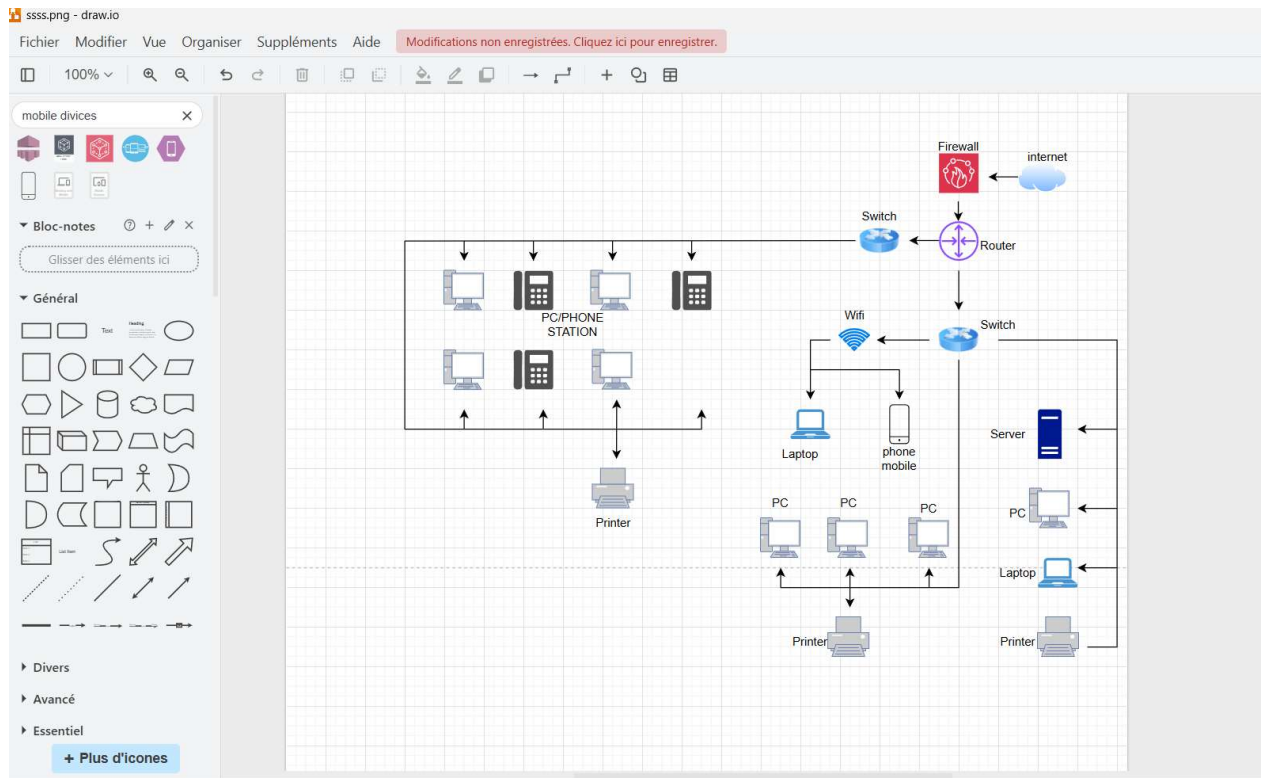 ssss.png - draw.io
Fichier Modifier Vue Organiser Suppléments Aide Modifications non enregistrées. Cliquez ici pour enregistrer.
100%
mobile divices
Bloc-notes
Glisser des éléments ici
Général
Text
Heading
List Item
Divers
Avancé
Essentiel
+ Plus d'icones
Firewall
internet
Switch
Router
PC/PHONE
STATION
Wifi
Switch
Laptop
phone
mobile
Server
Printer
PC
PC
PC
PC
Laptop
Printer
Printer